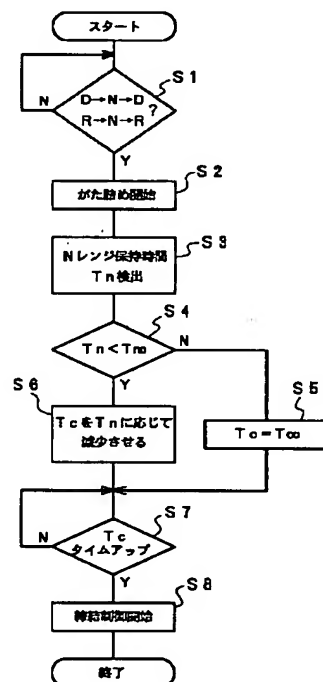 スタート
S1
D→N→D
R→N→R
?
N
Y
S2
がた詰め開始
S3
Nレンジ保持時間
Tn検出
S4
Tn<Tno
N
Y
S6
TcをTnに応じて
減少させる
S5
Tc=Tco
S7
Tc
タイムアップ
N
Y
S8
締結制御開始
終了